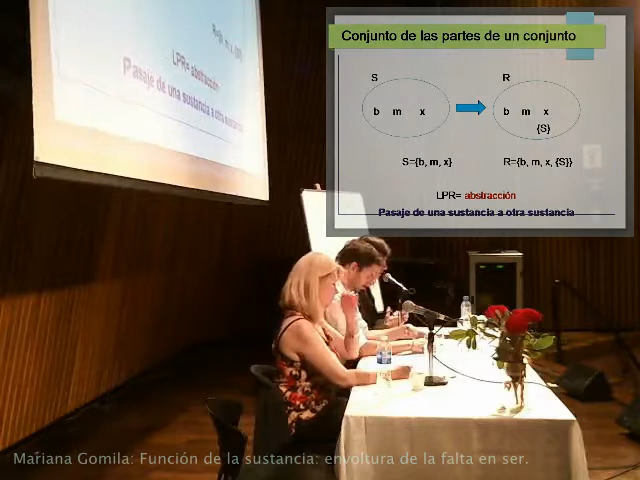 R={b, m, x, {S}}
LPR= abstracción
Pasaje de una sustancia a otra sustancia
Conjunto de las partes de un conjunto
S
R
b m x
b m x
{S}
S={b, m, x}
R={b, m, x, {S}}
LPR= abstracción
Pasaje de una sustancia a otra sustancia
Mariana Gomila: Función de la sustancia: envoltura de la falta en ser.